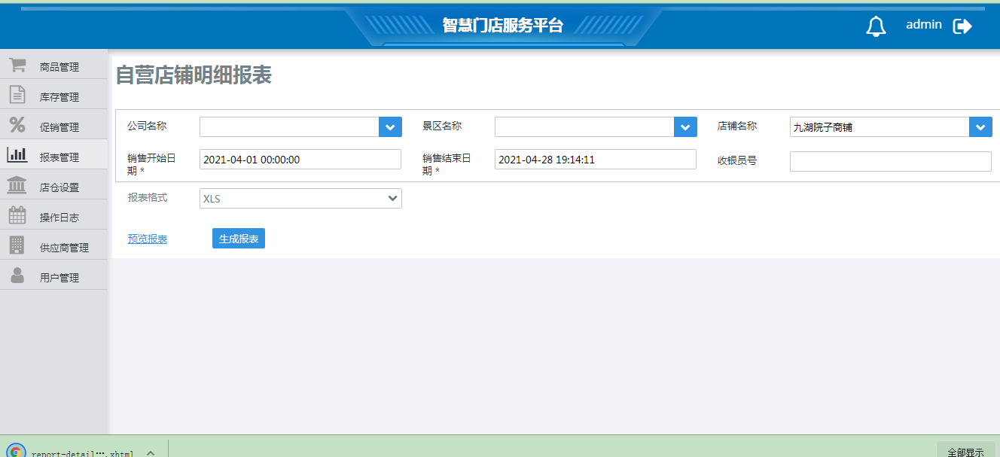 智慧门店服务平台
admin
商品管理
库存管理
促销管理
报表管理
店仓设置
操作日志
供应商管理
用户管理
自营店铺明细报表
公司名称
景区名称
店铺名称
九湖院子商铺
销售开始日
期 *
2021-04-01 00:00:00
销售结束日
期 *
2021-04-28 19:14:11
收银员号
报表格式
XLS
预览报表
生成报表
report-detail….xhtml
全部显示